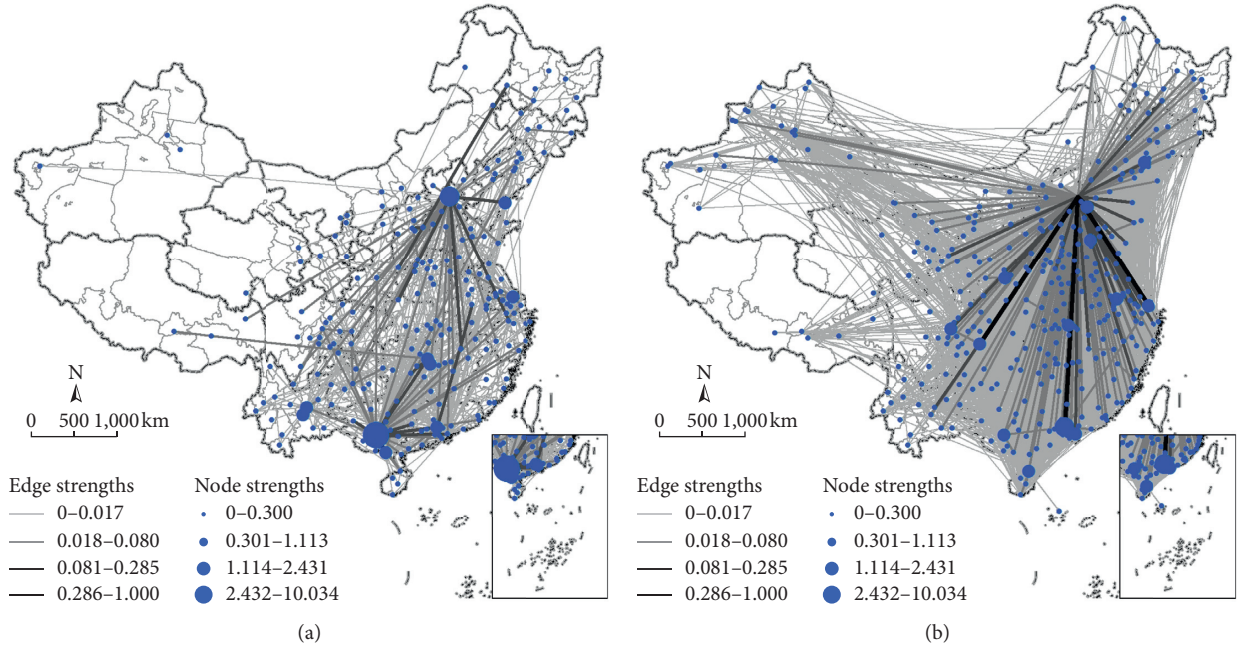 N
0 500 1,000 km
Edge strengths
0–0.017
0.018–0.080
0.081–0.285
0.286–1.000
Node strengths
0–0.300
0.301–1.113
1.114–2.431
2.432–10.034
(a)
N
0 500 1,000 km
Edge strengths
0–0.017
0.018–0.080
0.081–0.285
0.286–1.000
Node strengths
0–0.300
0.301–1.113
1.114–2.431
2.432–10.034
(b)